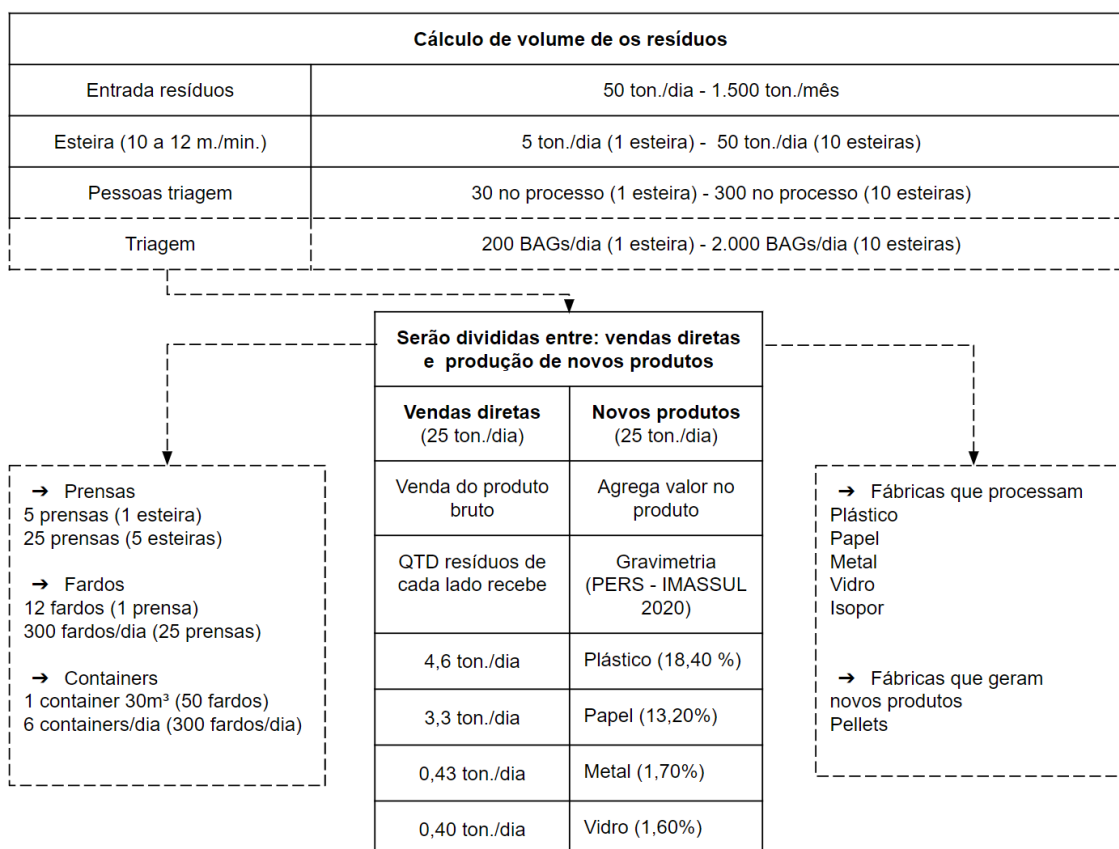 Cálculo de volume de os resíduos
Entrada resíduos
50 ton./dia - 1.500 ton./mês
Esteira (10 a 12 m./min.)
5 ton./dia (1 esteira) -  50 ton./dia (10 esteiras)
Pessoas triagem
30 no processo (1 esteira) - 300 no processo (10 esteiras)
Triagem
200 BAGs/dia (1 esteira) - 2.000 BAGs/dia (10 esteiras)
Serão divididas entre: vendas diretas
e  produção de novos produtos
Vendas diretas
(25 ton./dia)
Novos produtos
(25 ton./dia)
Venda do produto
bruto
Agrega valor no
produto
QTD resíduos de
cada lado recebe
Gravimetria
(PERS - IMASSUL
2020)
4,6 ton./dia
Plástico (18,40 %)
3,3 ton./dia
Papel (13,20%)
0,43 ton./dia
Metal (1,70%)
0,40 ton./dia
Vidro (1,60%)
➔ Prensas
5 prensas (1 esteira)
25 prensas (5 esteiras)
➔ Fardos
12 fardos (1 prensa)
300 fardos/dia (25 prensas)
➔ Containers
1 container 30m³ (50 fardos)
6 containers/dia (300 fardos/dia)
➔ Fábricas que processam
Plástico
Papel
Metal
Vidro
Isopor
➔ Fábricas que geram
novos produtos
Pellets